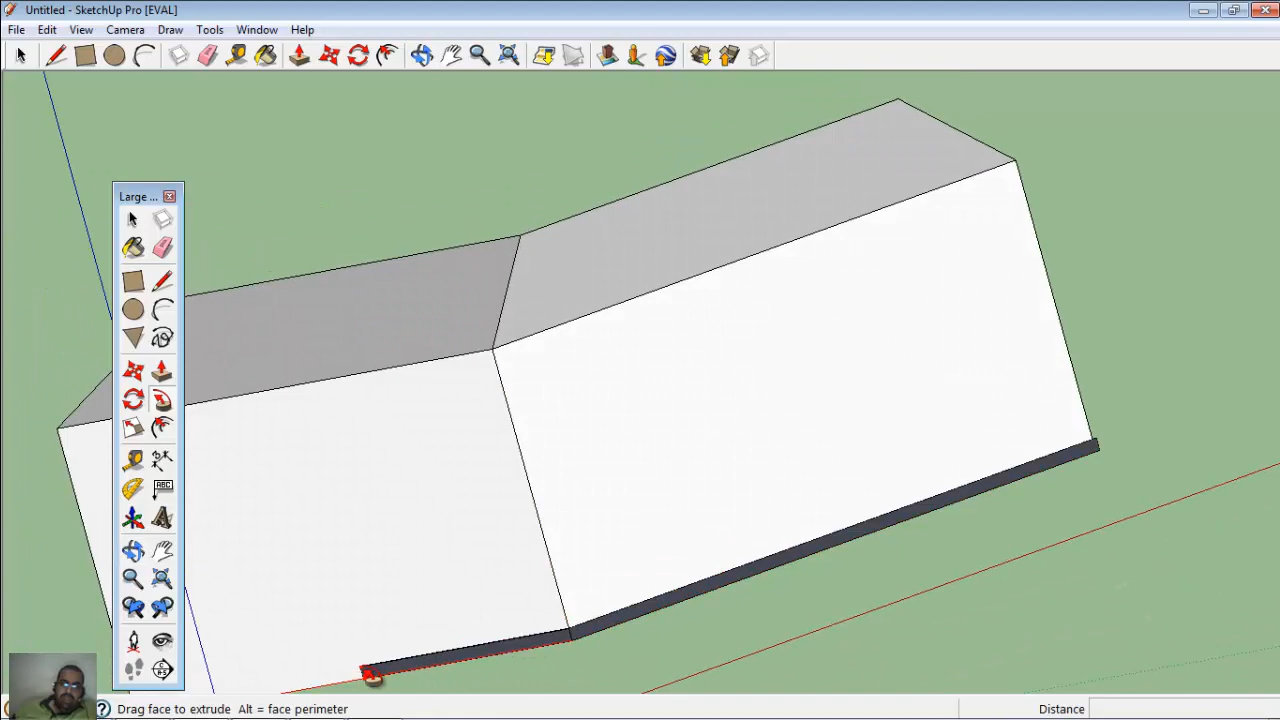 Untitled - SketchUp Pro [EVAL]
File Edit View Camera Draw Tools Window Help
Large ...
ABC
Drag face to extrude Alt = face perimeter
Distance